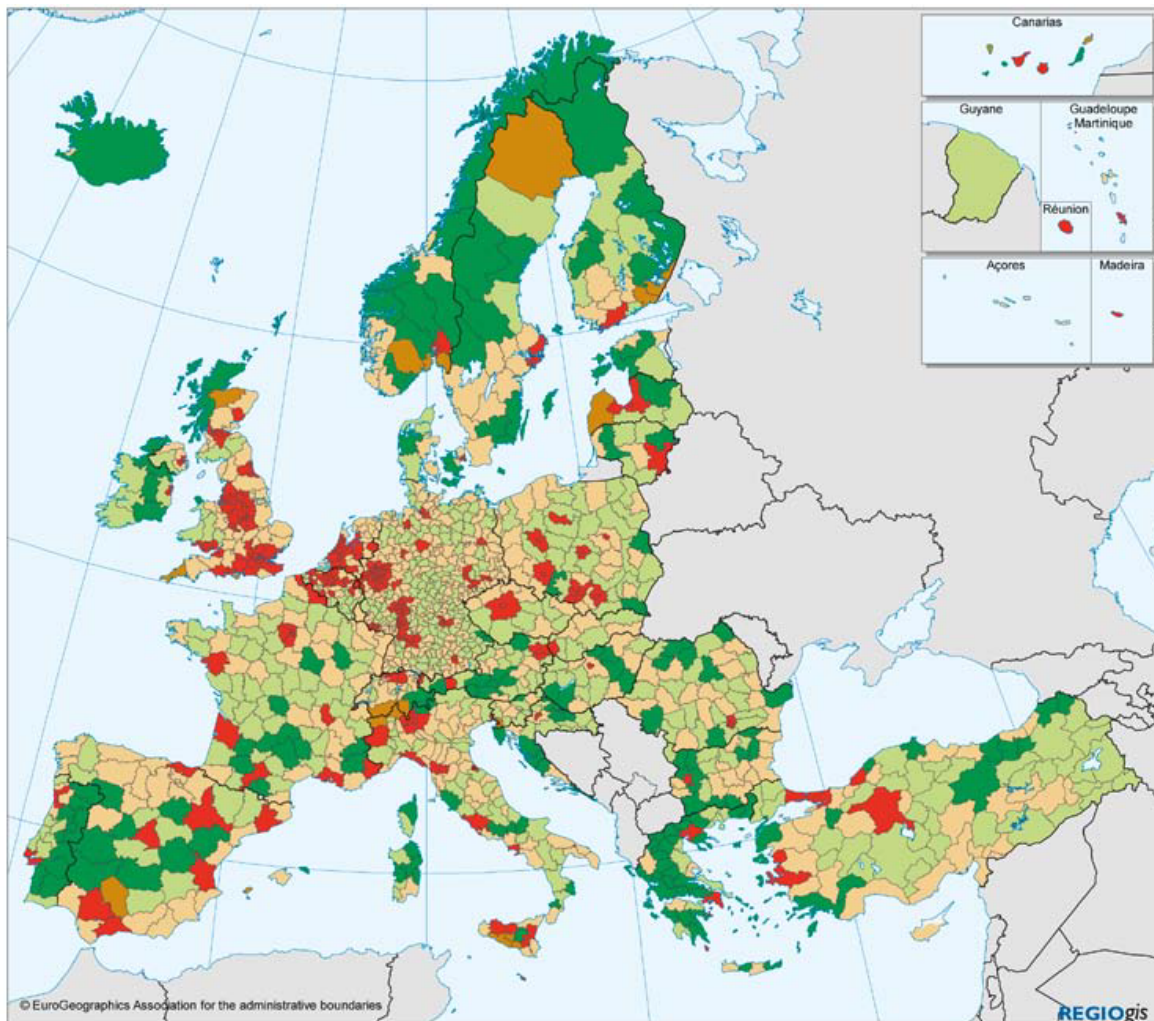 Canarias
Guyane
Guadeloupe
Martinique
Réunion
Açores
Madeira
© EuroGeographics Association for the administrative boundaries
REGIOgis